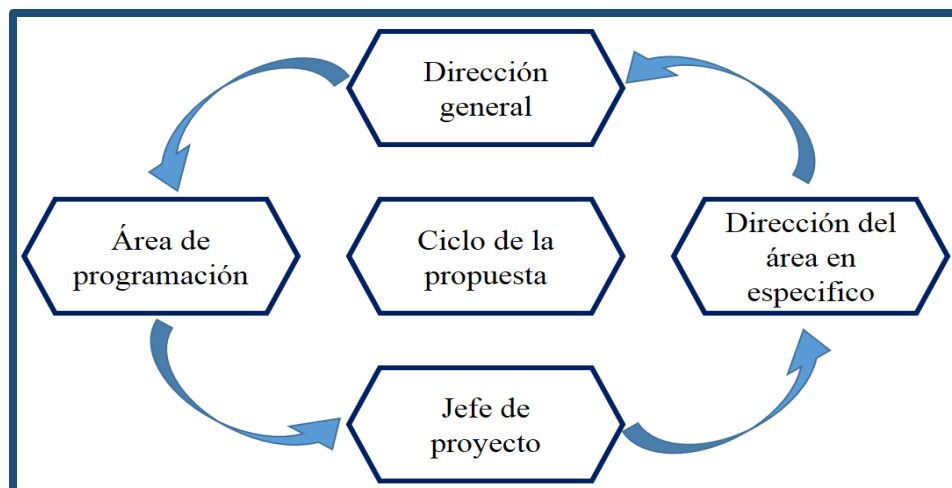 Dirección
general
Área de
programación
Ciclo de la
propuesta
Dirección del
área en
especifico
Jefe de
proyecto